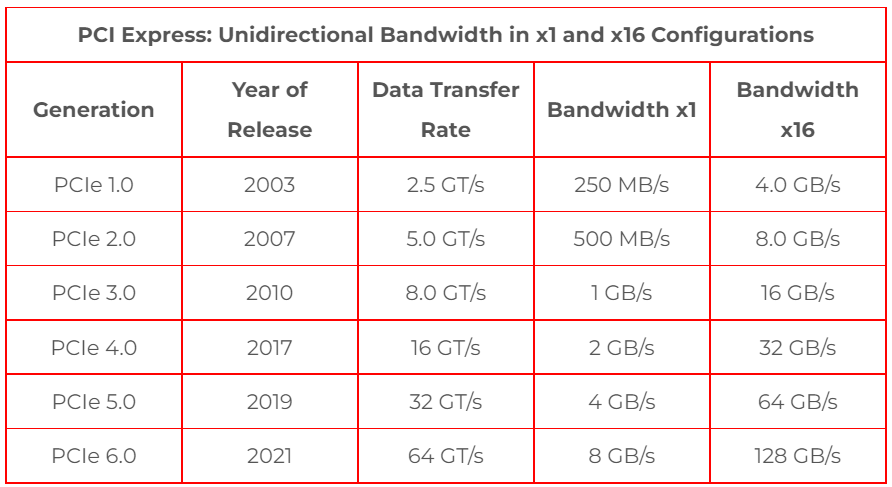 PCI Express: Unidirectional Bandwidth in x1 and x16 Configurations
Generation Year of Release Data Transfer Rate Bandwidth x1 Bandwidth x16
PCIe 1.0 2003 2.5 GT/s 250 MB/s 4.0 GB/s
PCIe 2.0 2007 5.0 GT/s 500 MB/s 8.0 GB/s
PCIe 3.0 2010 8.0 GT/s 1 GB/s 16 GB/s
PCIe 4.0 2017 16 GT/s 2 GB/s 32 GB/s
PCIe 5.0 2019 32 GT/s 4 GB/s 64 GB/s
PCIe 6.0 2021 64 GT/s 8 GB/s 128 GB/s